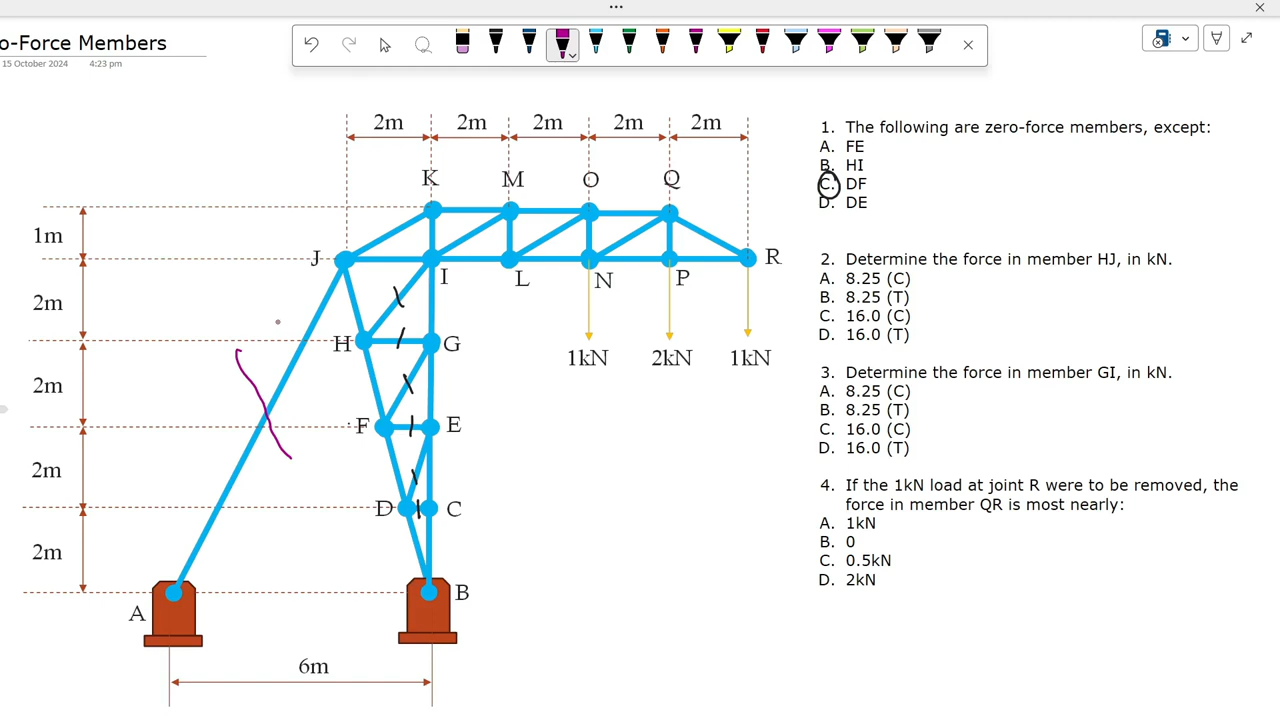 o-Force Members
15 October 2024 4:23 pm
2m 2m 2m 2m 2m
K M O Q
1m
J I L N P R
2m
1kN 2kN 1kN
H G
2m
F E
2m
D C
2m
A B
6m
1. The following are zero-force members, except:
A. FE
B. HI
C. DF
D. DE
2. Determine the force in member HJ, in kN.
A. 8.25 (C)
B. 8.25 (T)
C. 16.0 (C)
D. 16.0 (T)
3. Determine the force in member GI, in kN.
A. 8.25 (C)
B. 8.25 (T)
C. 16.0 (C)
D. 16.0 (T)
4. If the 1kN load at joint R were to be removed, the
force in member QR is most nearly:
A. 1kN
B. 0
C. 0.5kN
D. 2kN